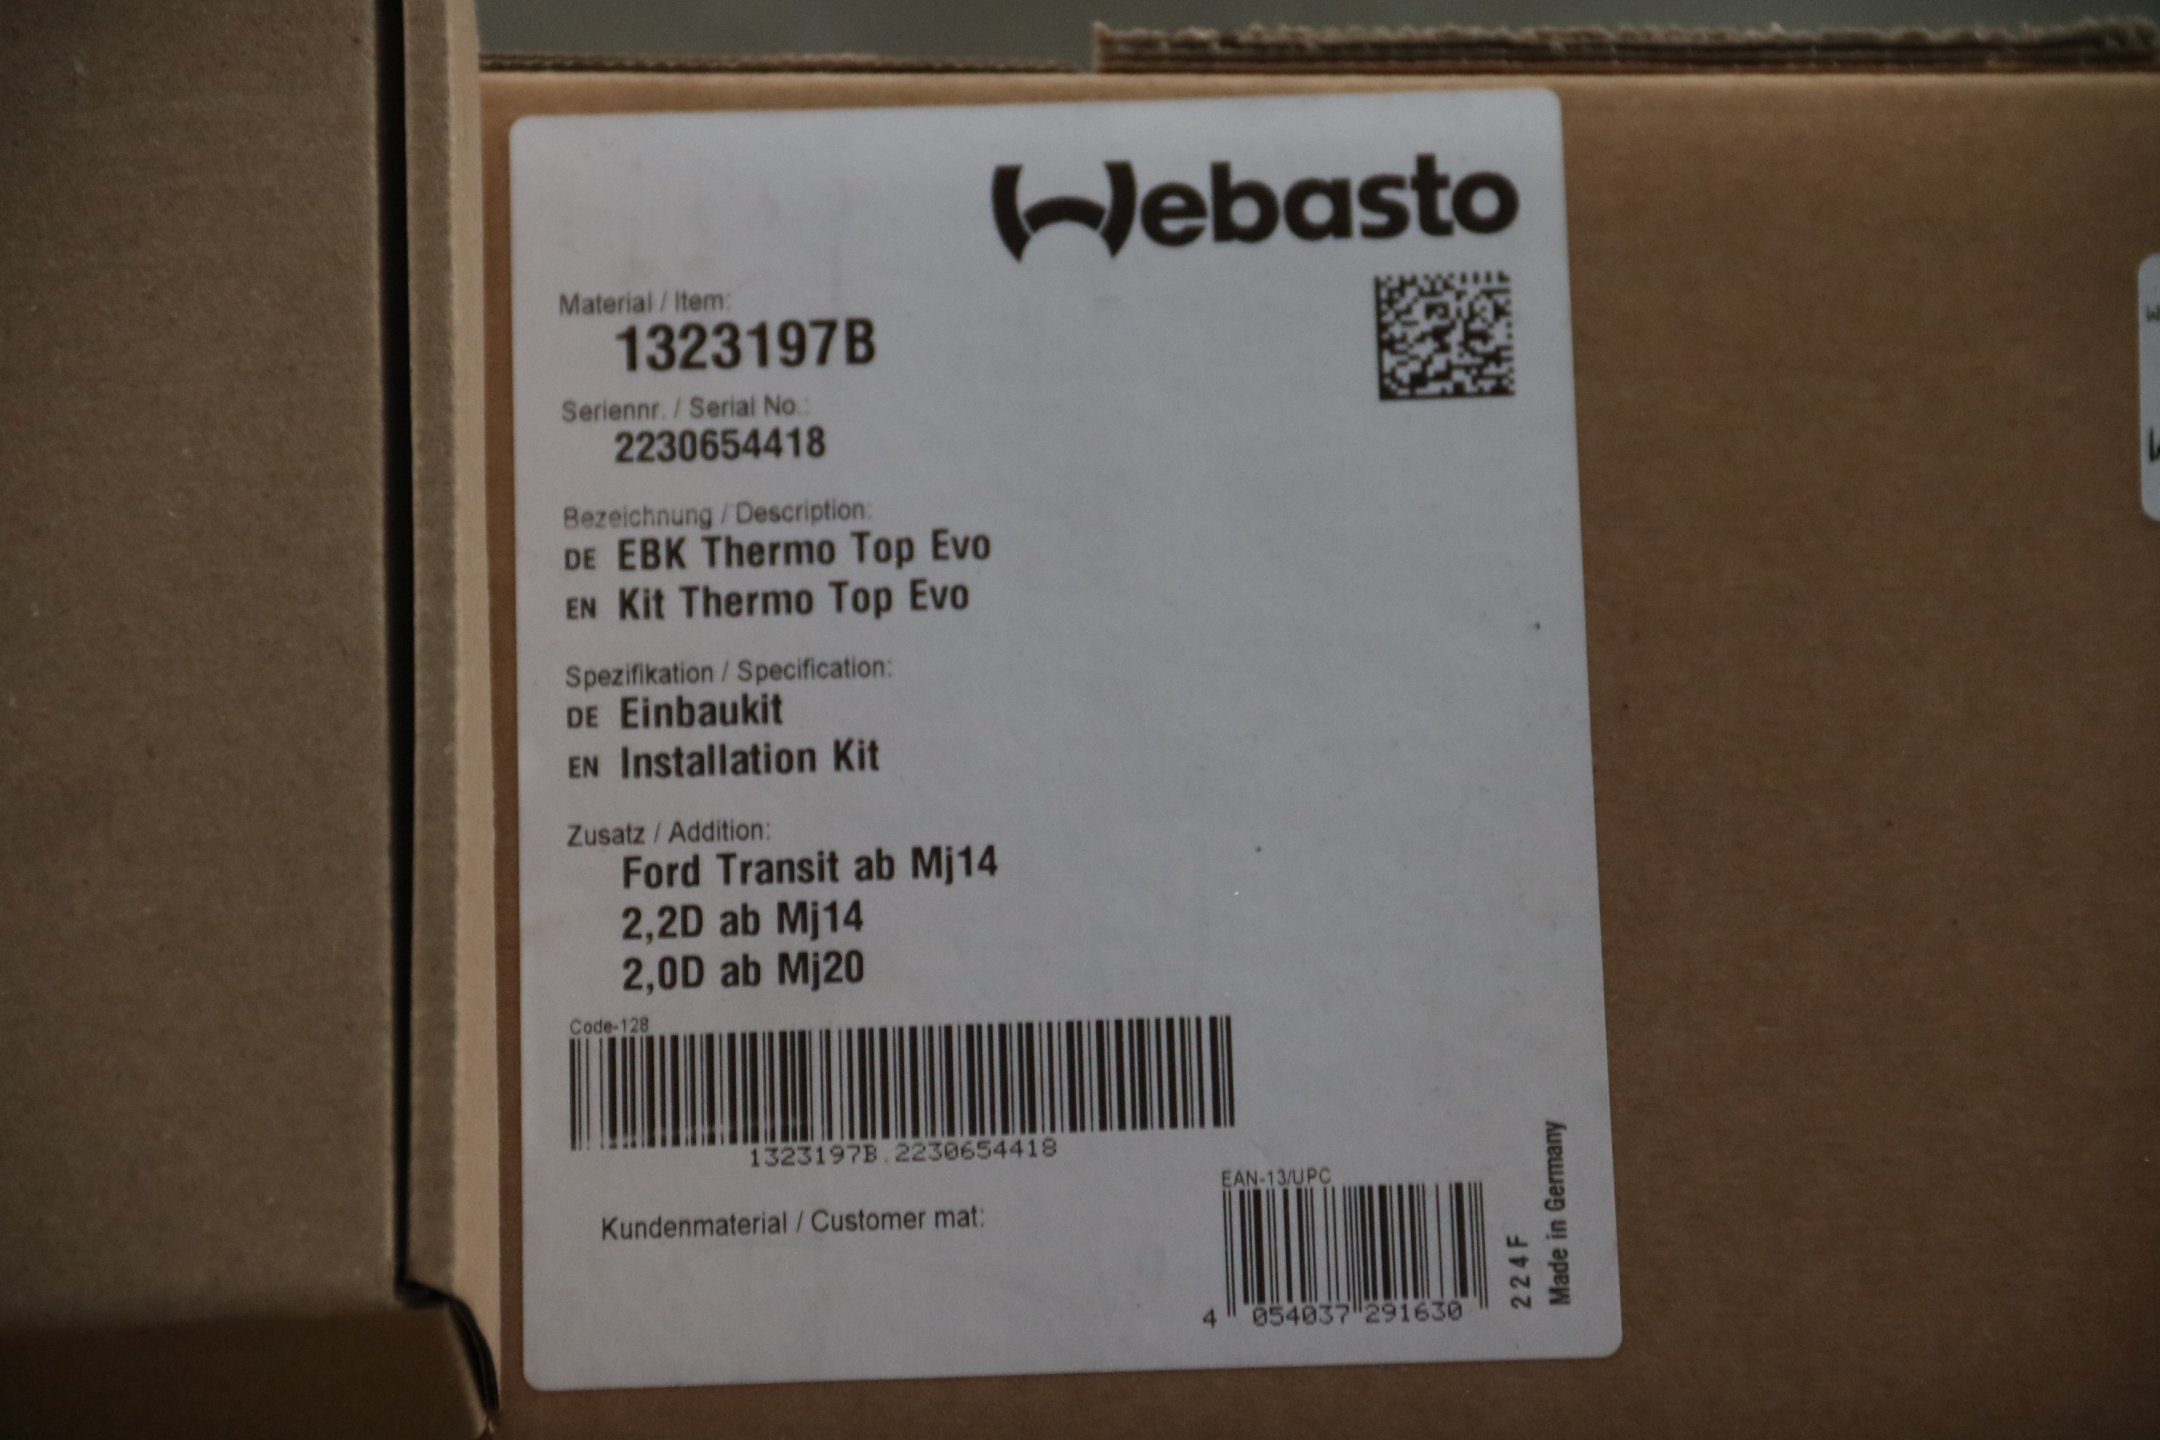 Webasto
Material / Item:
1323197B
Seriennr. / Serial No.:
2230654418
Bezeichnung / Description:
DE EBK Thermo Top Evo
EN Kit Thermo Top Evo
Spezifikation / Specification:
DE Einbaukit
EN Installation Kit
Zusatz / Addition:
Ford Transit ab Mj14
2,2D ab Mj14
2,0D ab Mj20
Code-128
1323197B.2230654418
Kundenmaterial / Customer mat:
EAN-13/UPC
4 054037 291630
224F
Made in Germany